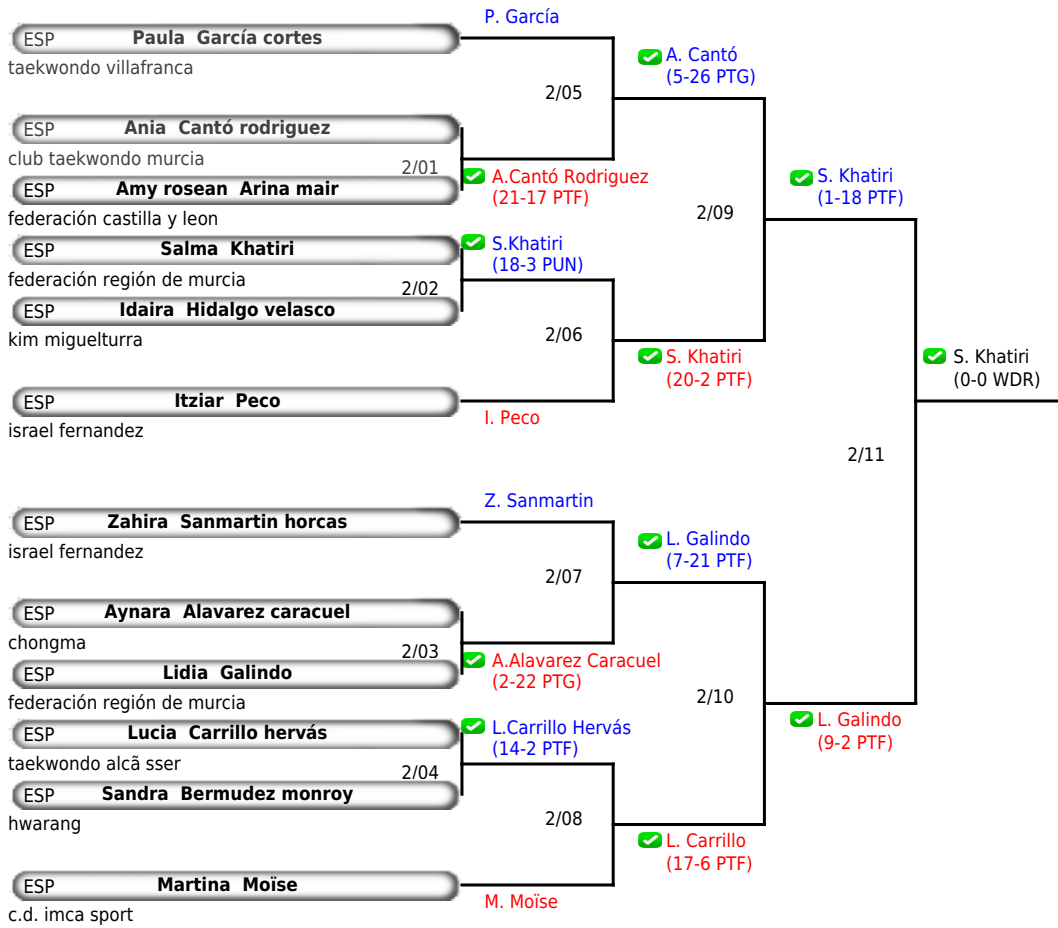 P. García
ESP Paula García cortes
taekwondo villafranca
A. Cantó
(5-26 PTG)
2/05
ESP Ania Cantó rodriguez
club taekwondo murcia
2/01
A.Cantó Rodriguez
(21-17 PTF)
ESP Amy rosean Arina mair
federación castilla y leon
S. Khatiri
(1-18 PTF)
2/09
ESP Salma Khatiri
federación región de murcia
S.Khatiri
(18-3 PUN)
2/02
ESP Idaira Hidalgo velasco
kim miguelturra
2/06
S. Khatiri
(20-2 PTF)
S. Khatiri
(0-0 WDR)
ESP Itziar Peco
israel fernandez
I. Peco
2/11
Z. Sanmartin
ESP Zahira Sanmartin horcas
israel fernandez
L. Galindo
(7-21 PTF)
2/07
ESP Aynara Alavarez caracuel
chongma
2/03
A.Alavarez Caracuel
(2-22 PTG)
ESP Lidia Galindo
federación región de murcia
2/10
L. Galindo
(9-2 PTF)
ESP Lucia Carrillo hervás
taekwondo alcã sser
L.Carrillo Hervás
(14-2 PTF)
2/04
ESP Sandra Bermudez monroy
hwarang
2/08
L. Carrillo
(17-6 PTF)
ESP Martina Moïse
c.d. imca sport
M. Moïse